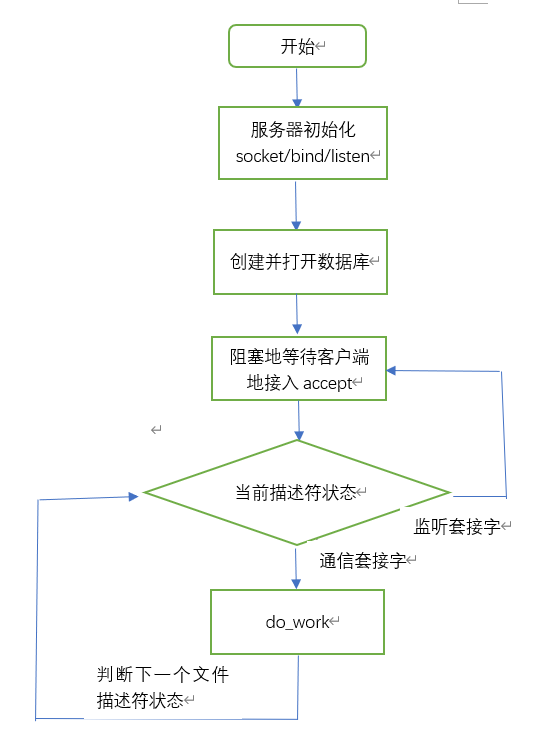 开始
服务器初始化
socket/bind/listen
创建并打开数据库
阻塞地等待客户端
地接入 accept
当前描述符状态
监听套接字
通信套接字
do_work
判断下一个文件
描述符状态